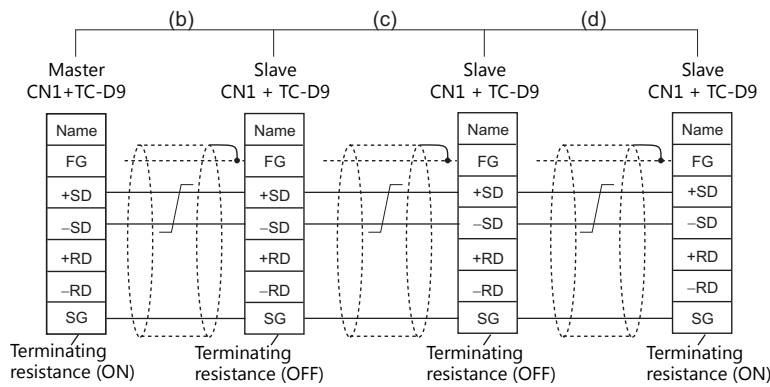 (b) (c) (d)
Master
CN1+TC-D9
Slave
CN1 + TC-D9
Slave
CN1 + TC-D9
Slave
CN1 + TC-D9
Name
FG
+SD
–SD
+RD
–RD
SG
Name
FG
+SD
–SD
+RD
–RD
SG
Name
FG
+SD
–SD
+RD
–RD
SG
Name
FG
+SD
–SD
+RD
–RD
SG
Terminating
resistance (ON)
Terminating
resistance (OFF)
Terminating
resistance (OFF)
Terminating
resistance (ON)